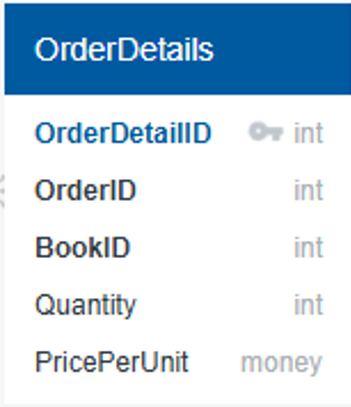 OrderDetails
OrderDetailID int
OrderID int
BookID int
Quantity int
PricePerUnit money